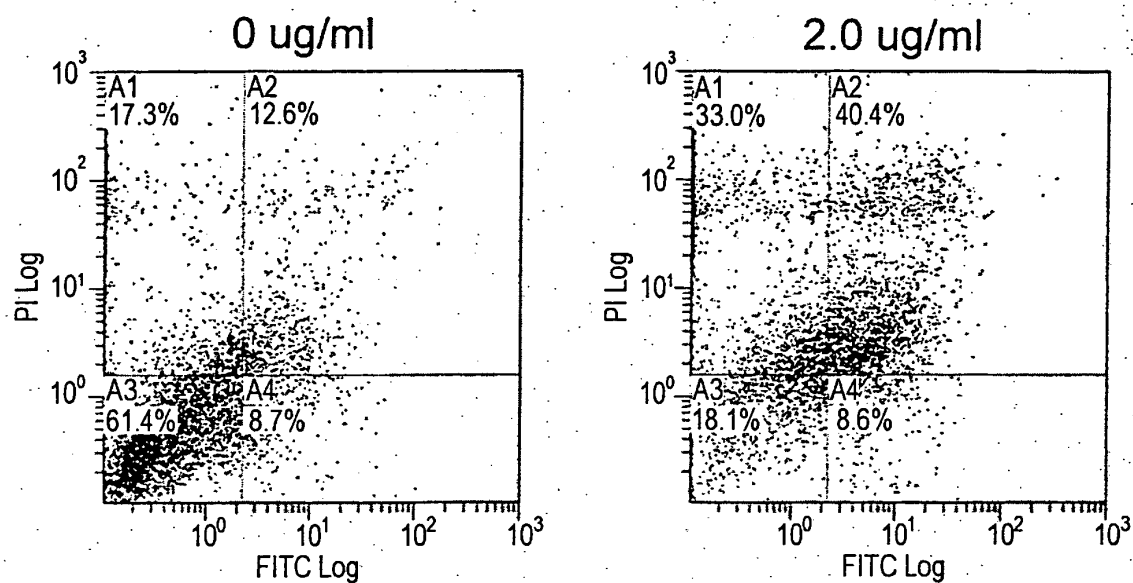 0 ug/ml
10³
A1
17.3%
A2
12.6%
10²
10¹
10⁰
PI Log
A3
61.4%
A4
8.7%
10⁰ 10¹ 10² 10³
FITC Log
2.0 ug/ml
10³
A1
33.0%
A2
40.4%
10²
10¹
10⁰
PI Log
A3
18.1%
A4
8.6%
10⁰ 10¹ 10² 10³
FITC Log